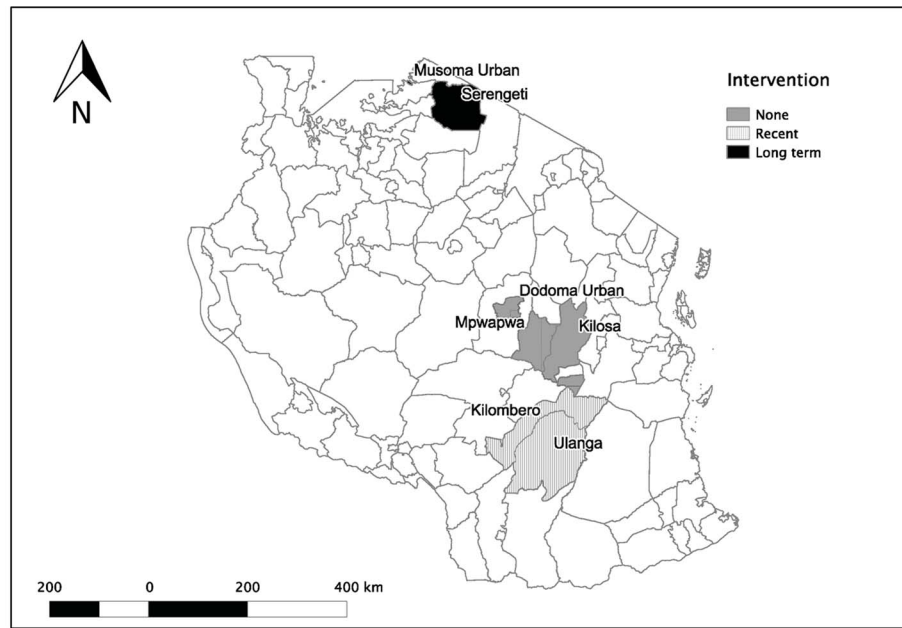 N
Musoma Urban
Serengeti
Intervention
None
Recent
Long term
Dodoma Urban
Mpwapwa
Kilosa
Kilombero
Ulanga
200 0 200 400 km